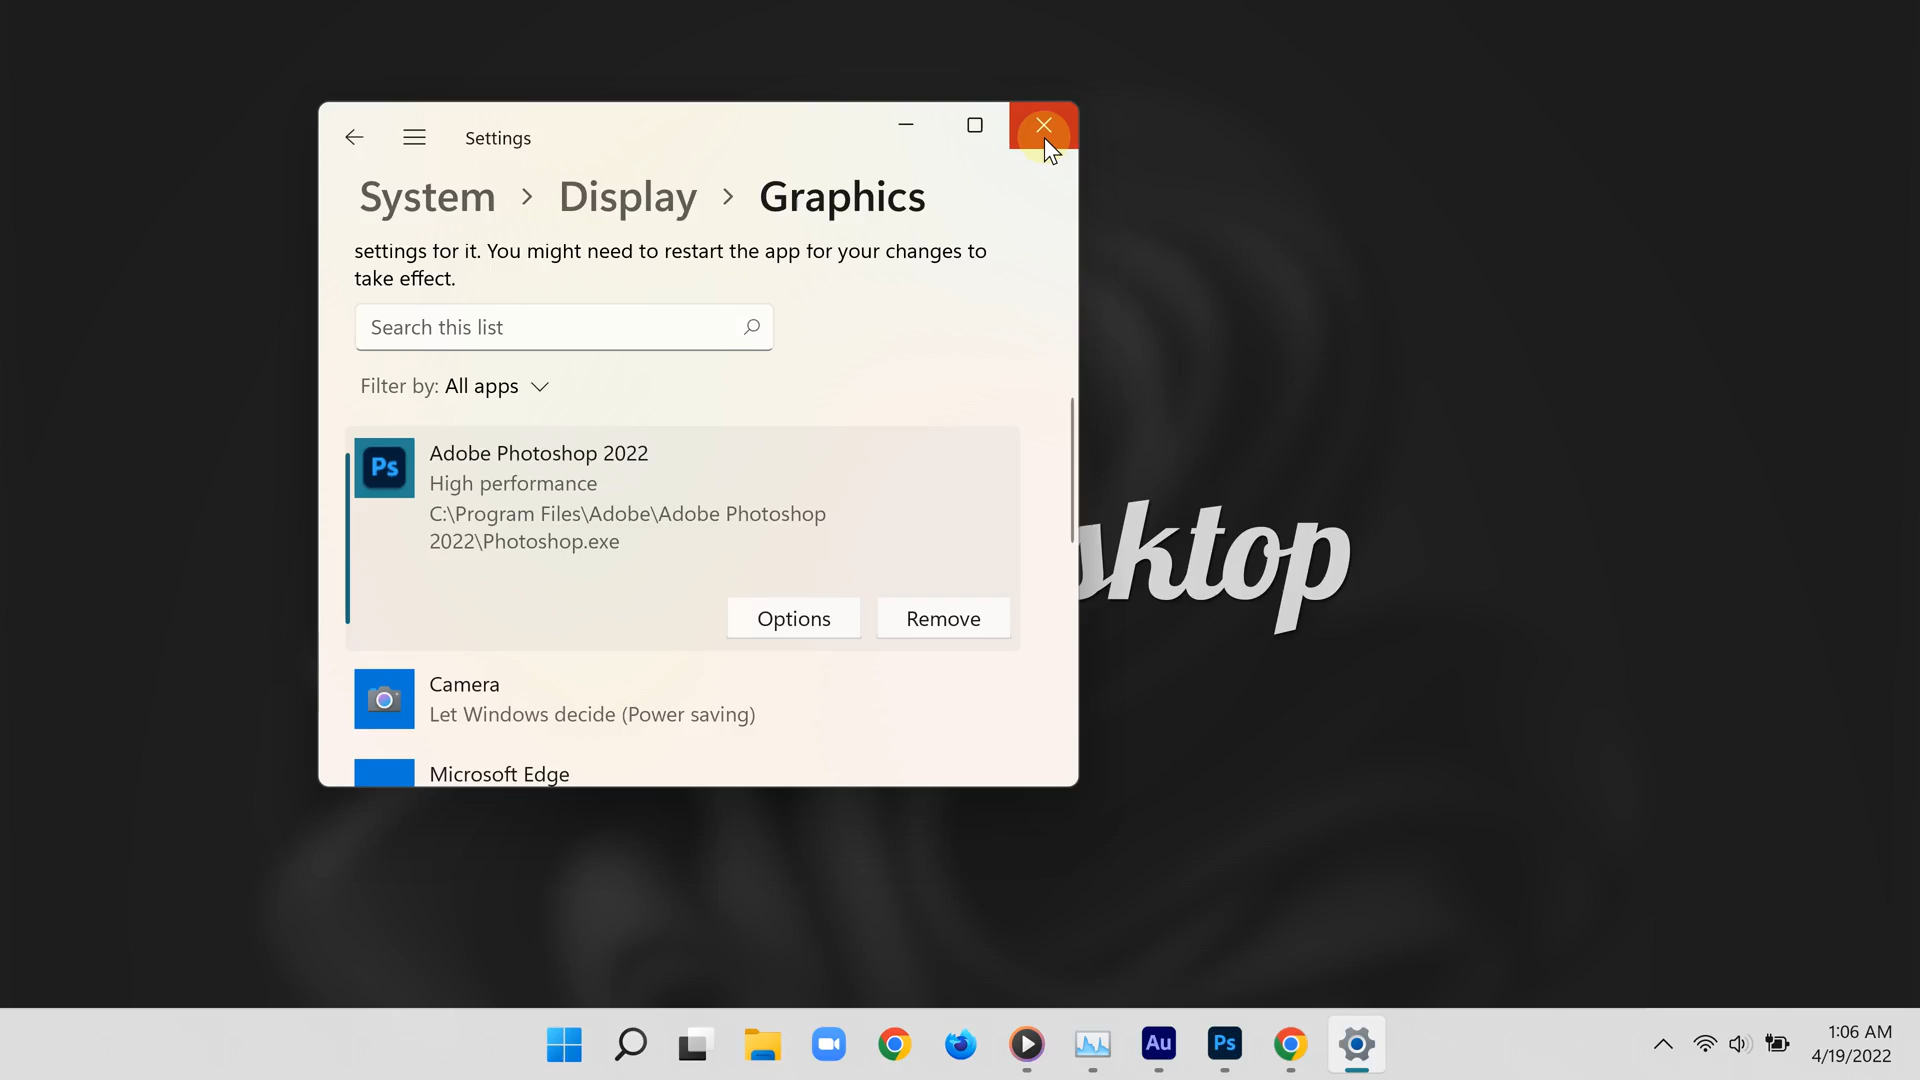 Settings
System > Display > Graphics
settings for it. You might need to restart the app for your changes to
take effect.
Search this list
Filter by: All apps
Ps
Adobe Photoshop 2022
High performance
C:\Program Files\Adobe\Adobe Photoshop
2022\Photoshop.exe
sktop
Options
Remove
Camera
Let Windows decide (Power saving)
Microsoft Edge
Au
Ps
1:06 AM
4/19/2022